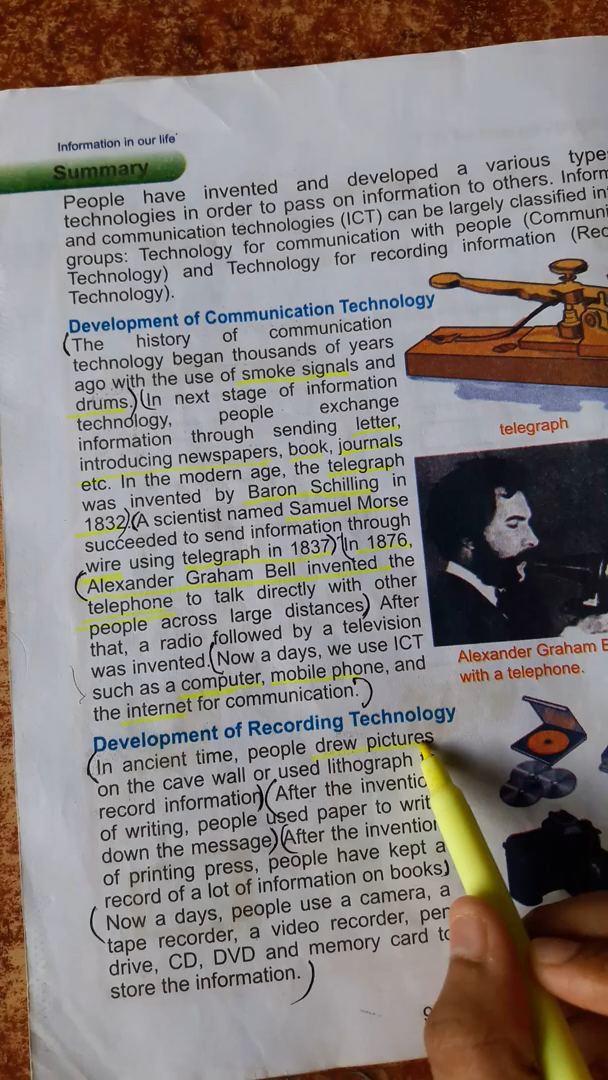 Information in our life
Summary
People have invented and developed a various
technologies in order to pass on information to others.
and communication technologies (ICT) can be largely classified
groups: Technology for communication with people
Technology) and Technology for recording information
Technology).
Development of Communication Technology
(The history of communication
technology began thousands of years
ago with the use of smoke signals and
drums.) (In next stage of information
technology, people exchange
information through sending letter,
introducing newspapers, book, journals
etc. In the modern age, the telegraph
was invented by Baron Schilling in
1832).(A scientist named Samuel Morse
succeeded to send information through
wire using telegraph in 1837) (In 1876,
(Alexander Graham Bell invented the
telephone to talk directly with other
people across large distances) After
that, a radio followed by a television
was invented. (Now a days, we use ICT
such as a computer, mobile phone, and
the internet for communication.)
telegraph
Alexander Graham
with a telephone.
Development of Recording Technology
(In ancient time, people drew pictures
on the cave wall or used lithograph
record information) (After the
of writing, people used paper to
down the message) (After the invention
of printing press, people have kept a
record of a lot of information on books)
(Now a days, people use a camera, a
tape recorder, a video recorder, pen
drive, CD, DVD and memory card to
store the information. )